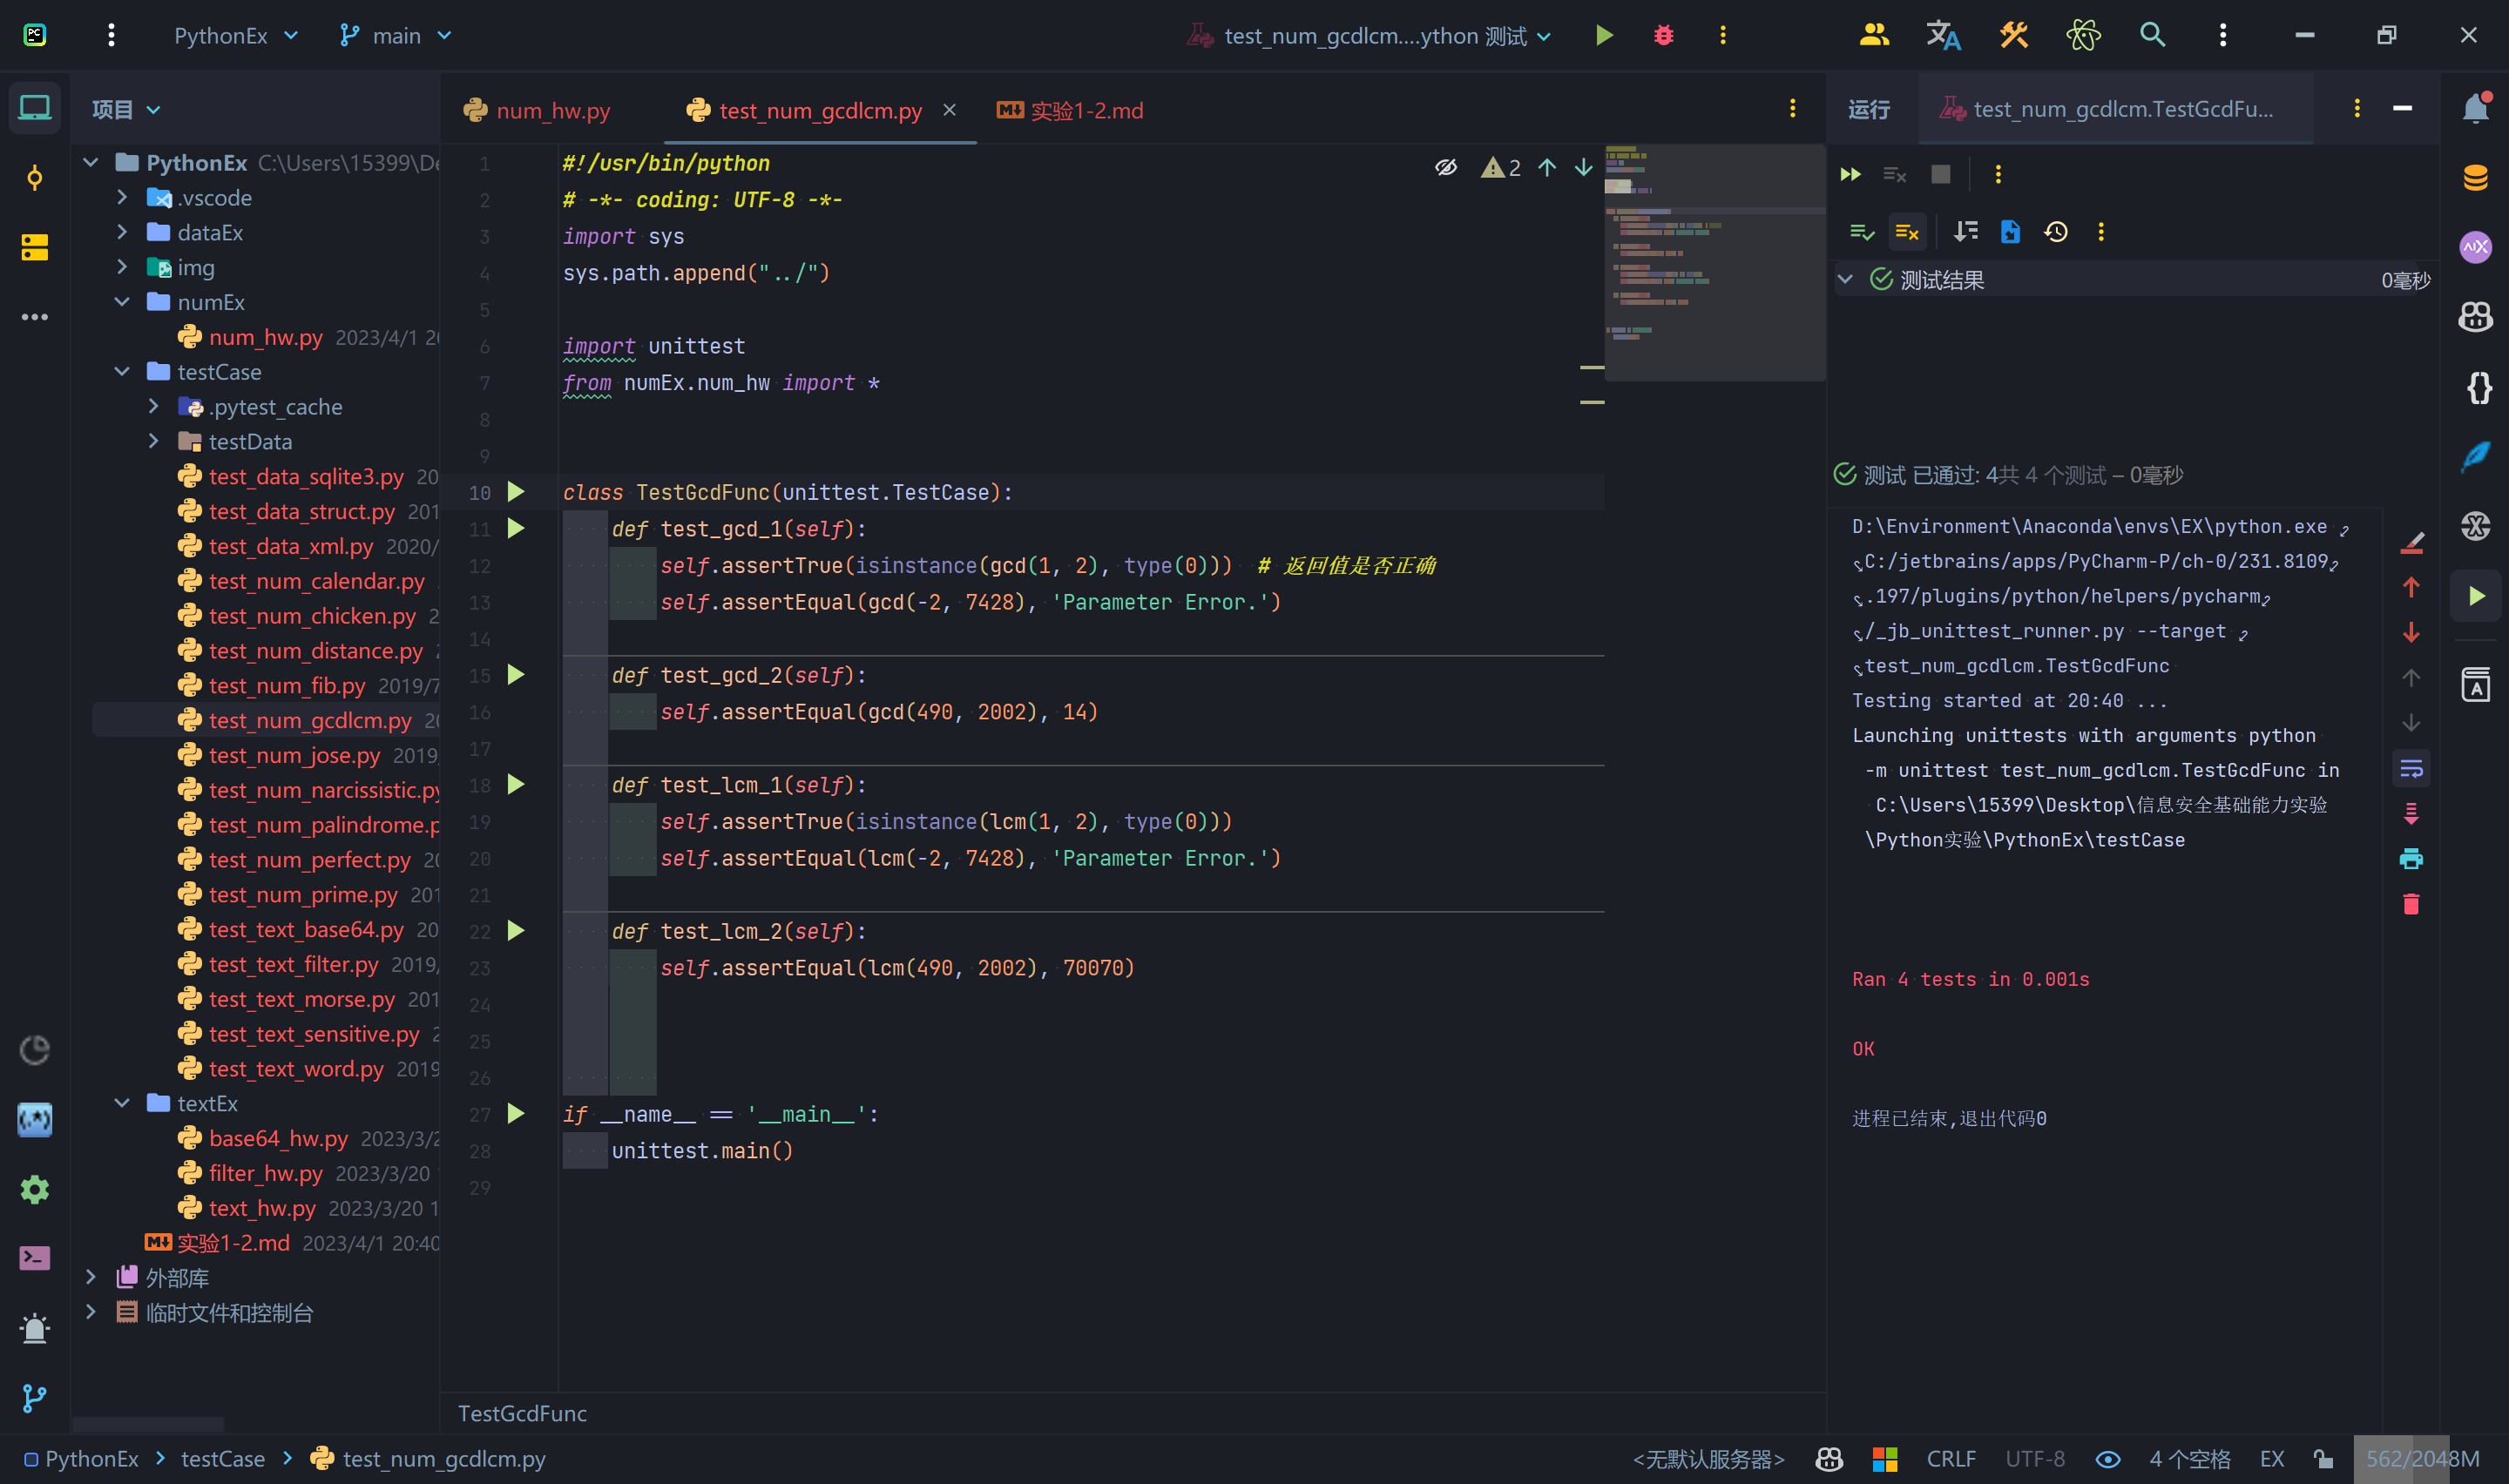 PythonEx
main
test_num_gcdlcm....ython 测试
项目
PythonEx C:\Users\15399\De
.vscode
dataEx
img
numEx
num_hw.py 2023/4/1 20
testCase
.pytest_cache
testData
test_data_sqlite3.py 20
test_data_struct.py 201
test_data_xml.py 2020/
test_num_calendar.py
test_num_chicken.py 2
test_num_distance.py
test_num_fib.py 2019/7
test_num_gcdlcm.py 20
test_num_jose.py 2019/
test_num_narcissistic.py
test_num_palindrome.p
test_num_perfect.py 20
test_num_prime.py 201
test_text_base64.py 20
test_text_filter.py 2019/
test_text_morse.py 201
test_text_sensitive.py 2
test_text_word.py 2019
textEx
base64_hw.py 2023/3/2
filter_hw.py 2023/3/20
text_hw.py 2023/3/20 1
实验1-2.md 2023/4/1 20:40
外部库
临时文件和控制台
num_hw.py
test_num_gcdlcm.py
实验1-2.md
2
1 #!/usr/bin/python
2 # -*- coding: UTF-8 -*-
3 import sys
4 sys.path.append("../")
5
6 import unittest
7 from numEx.num_hw import *
8
9
10 class TestGcdFunc(unittest.TestCase):
11 def test_gcd_1(self):
12 self.assertTrue(isinstance(gcd(1, 2), type(0))) # 返回值是否正确
13 self.assertEqual(gcd(-2, 7428), 'Parameter Error.')
14
15 def test_gcd_2(self):
16 self.assertEqual(gcd(490, 2002), 14)
17
18 def test_lcm_1(self):
19 self.assertTrue(isinstance(lcm(1, 2), type(0)))
20 self.assertEqual(lcm(-2, 7428), 'Parameter Error.')
21
22 def test_lcm_2(self):
23 self.assertEqual(lcm(490, 2002), 70070)
24
25
26
27 if __name__ == '__main__':
28 unittest.main()
29
TestGcdFunc
运行
test_num_gcdlcm.TestGcdFu...
测试结果 0毫秒
测试 已通过: 4共 4 个测试 – 0毫秒
D:\Environment\Anaconda\envs\EX\python.exe
C:/jetbrains/apps/PyCharm-P/ch-0/231.8109
.197/plugins/python/helpers/pycharm
/_jb_unittest_runner.py --target
test_num_gcdlcm.TestGcdFunc
Testing started at 20:40 ...
Launching unittests with arguments python
-m unittest test_num_gcdlcm.TestGcdFunc in
C:\Users\15399\Desktop\信息安全基础能力实验
\Python实验\PythonEx\testCase
Ran 4 tests in 0.001s
OK
进程已结束,退出代码0
PythonEx > testCase > test_num_gcdlcm.py
<无默认服务器>
CRLF
UTF-8
4 个空格
EX
562/2048M